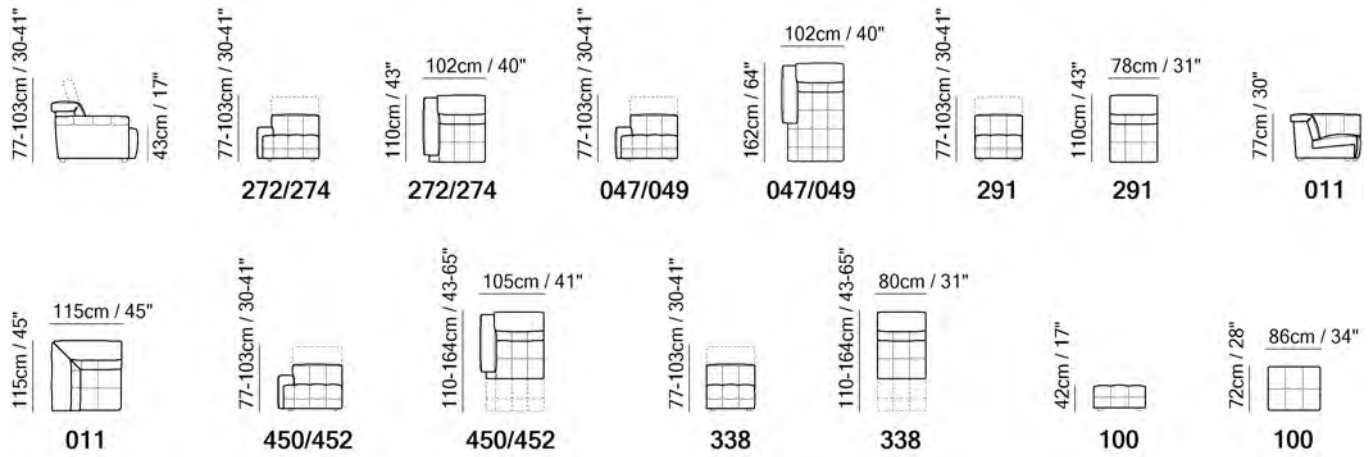 77-103cm / 30-41"
43cm / 17"
77-103cm / 30-41"
272/274
110cm / 43"
102cm / 40"
272/274
77-103cm / 30-41"
047/049
162cm / 64"
102cm / 40"
047/049
77-103cm / 30-41"
291
110cm / 43"
78cm / 31"
291
77cm / 30"
011
115cm / 45"
115cm / 45"
011
77-103cm / 30-41"
450/452
110-164cm / 43-65"
105cm / 41"
450/452
77-103cm / 30-41"
338
110-164cm / 43-65"
80cm / 31"
338
42cm / 17"
100
72cm / 28"
86cm / 34"
100